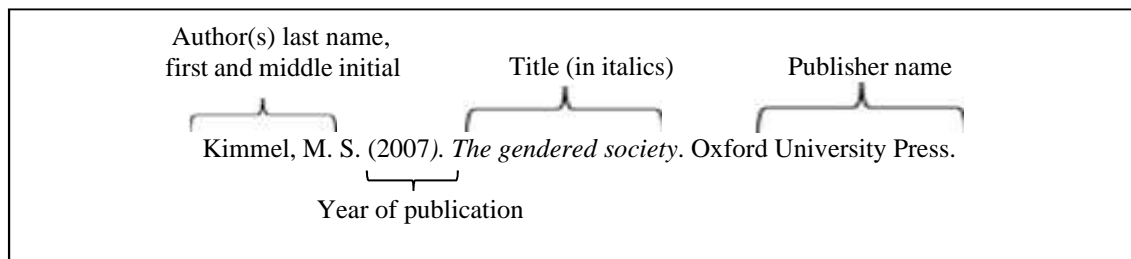 Author(s) last name,
first and middle initial
Title (in italics)
Publisher name
Kimmel, M. S. (2007). The gendered society. Oxford University Press.
Year of publication